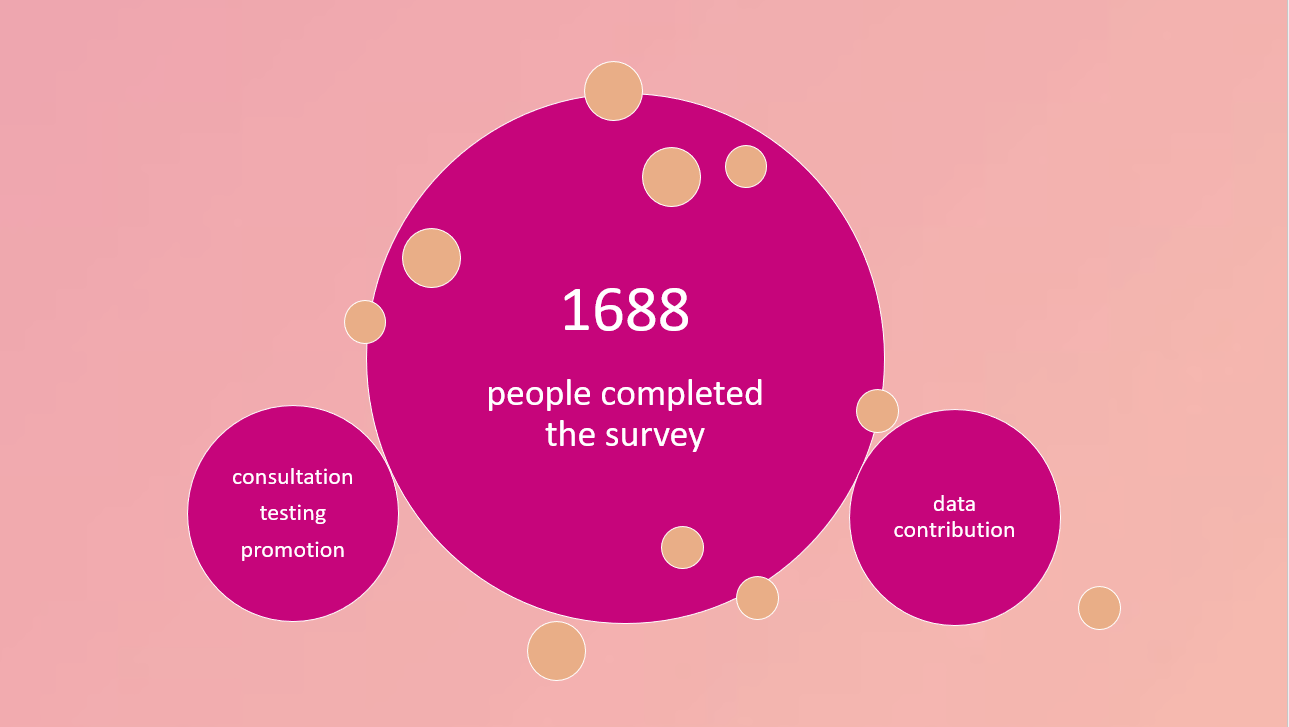 1688
people completed
the survey
consultation
testing
promotion
data
contribution